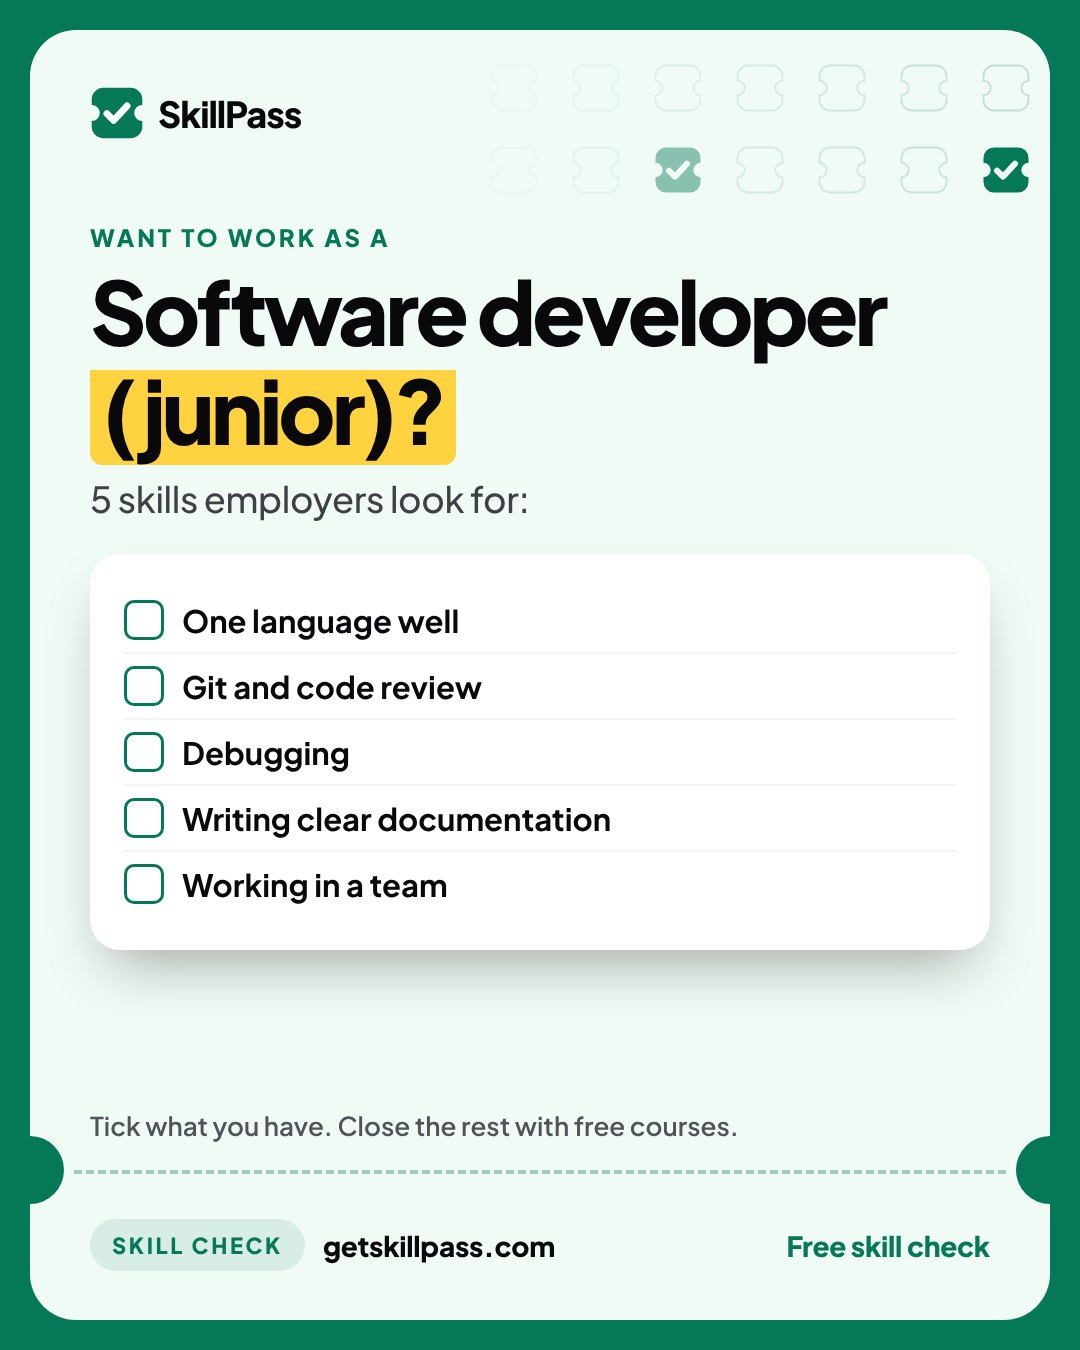 SkillPass
WANT TO WORK AS A
Software developer
(junior)?
5 skills employers look for:
One language well
Git and code review
Debugging
Writing clear documentation
Working in a team
Tick what you have. Close the rest with free courses.
SKILL CHECK getskillpass.com Free skill check